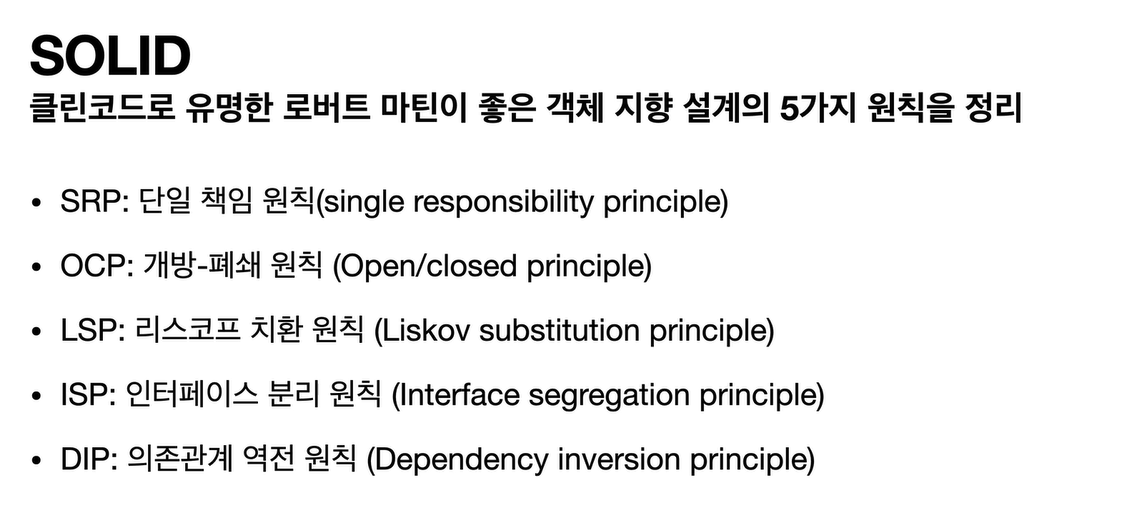 SOLID
클린코드로 유명한 로버트 마틴이 좋은 객체 지향 설계의 5가지 원칙을 정리
• SRP: 단일 책임 원칙(single responsibility principle)
• OCP: 개방-폐쇄 원칙 (Open/closed principle)
• LSP: 리스코프 치환 원칙 (Liskov substitution principle)
• ISP: 인터페이스 분리 원칙 (Interface segregation principle)
• DIP: 의존관계 역전 원칙 (Dependency inversion principle)